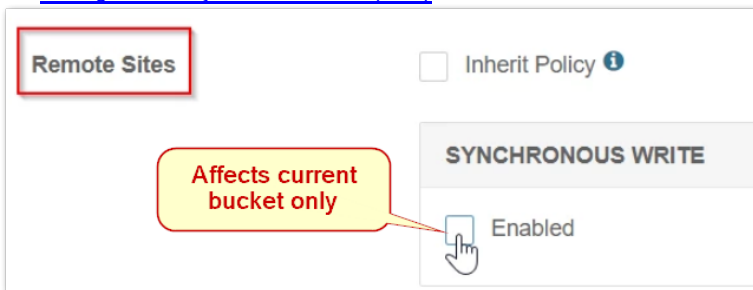 Remote Sites
Inherit Policy
SYNCHRONOUS WRITE
Affects current
bucket only
Enabled